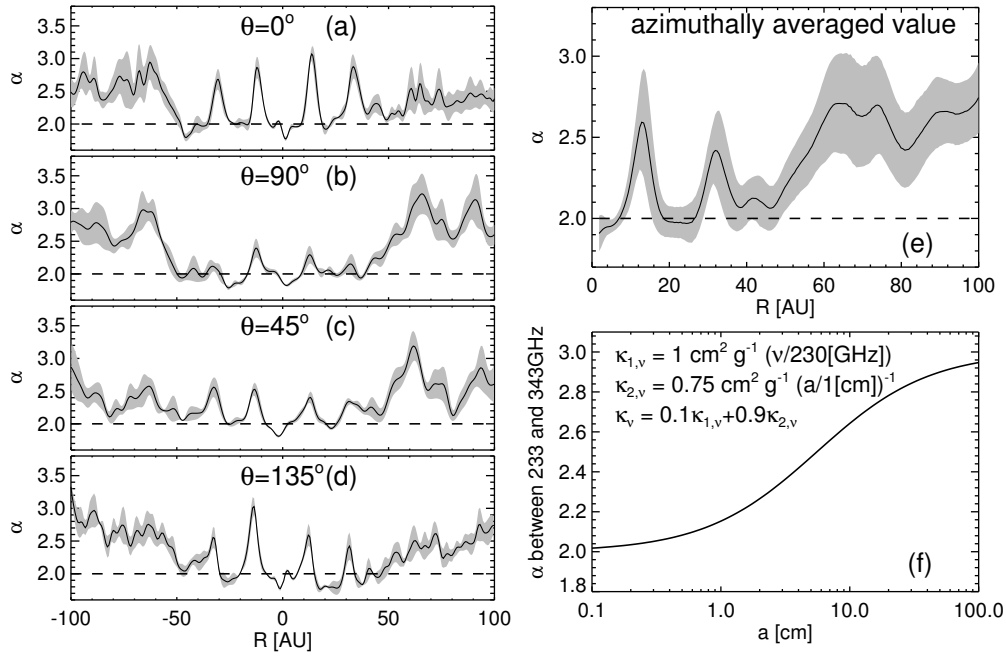 θ=0° (a)
α
3.5
3.0
2.5
2.0
θ=90° (b)
α
3.5
3.0
2.5
2.0
θ=45° (c)
α
3.5
3.0
2.5
2.0
θ=135° (d)
α
3.5
3.0
2.5
2.0
-100 -50 0 50 100
R [AU]
azimuthally averaged value
α
3.0
2.5
2.0
(e)
0 20 40 60 80 100
R [AU]
α between 233 and 343GHz
κ1,ν = 1 cm² g⁻¹ (ν/230[GHz])
κ2,ν = 0.75 cm² g⁻¹ (a/1[cm])⁻¹
κν = 0.1κ1,ν+0.9κ2,ν
3.0
2.8
2.6
2.4
2.2
2.0
1.8
(f)
0.1 1.0 10.0 100.0
a [cm]